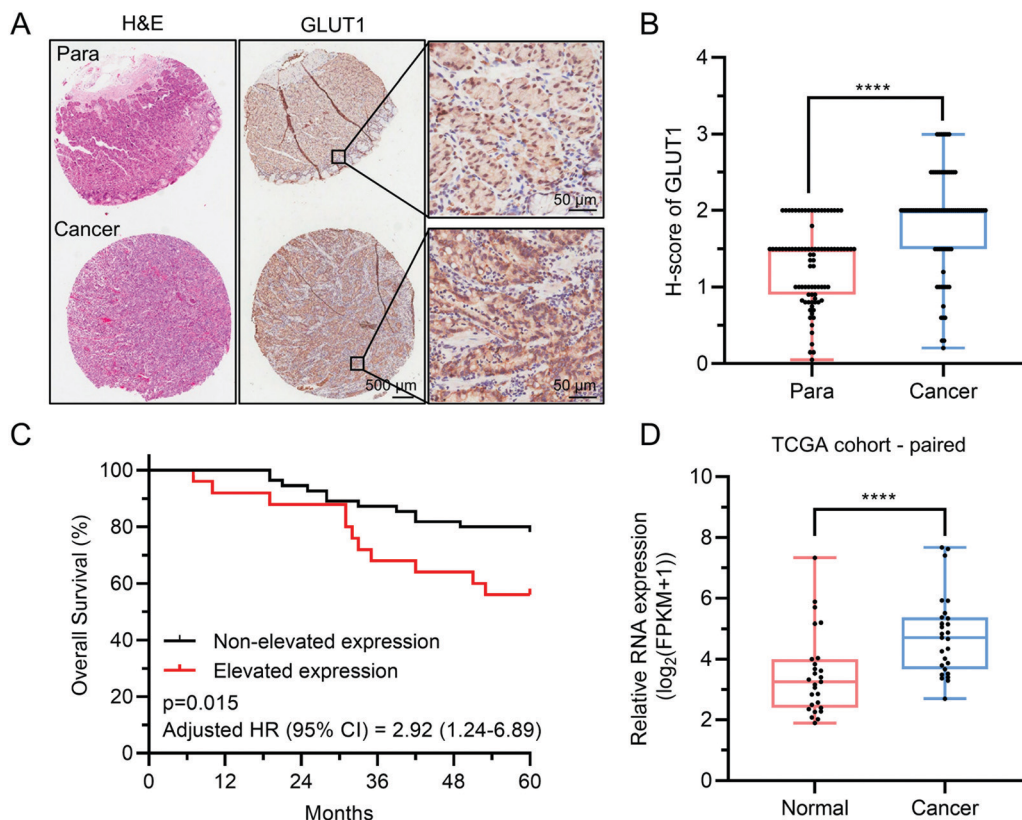 A
H&E
GLUT1
Para
50 µm
Cancer
500 µm
50 µm
B
H-score of GLUT1
4
3
2
1
0
****
Para
Cancer
C
Overall Survival (%)
100
80
60
40
20
0
Non-elevated expression
Elevated expression
p=0.015
Adjusted HR (95% CI) = 2.92 (1.24-6.89)
0
12
24
36
48
60
Months
D
TCGA cohort - paired
Relative RNA expression
(log₂(FPKM+1))
10
8
6
4
2
0
****
Normal
Cancer